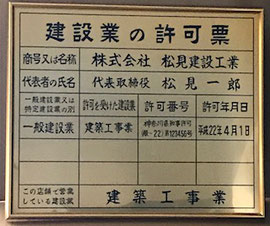 建設業の許可票
商号又は名称 株式会社 松見建設工業
代表者の氏名 代表取締役 松見一郎
一般建設業又は特定建設業の別 許可を受けた建設業 許可番号 許可年月日
一般建設業 建築工事業 神奈川県知事許可(般-22)第123456号 平成22年4月1日
この店舗で営業している建設業 建築工事業